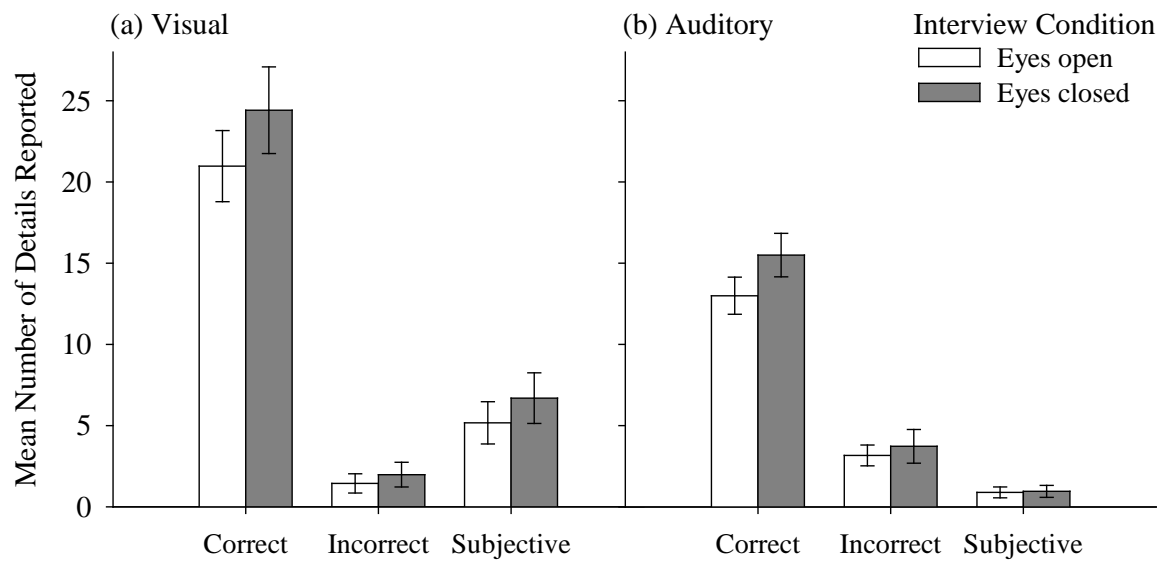 (a) Visual
(b) Auditory
Interview Condition
Eyes open
Eyes closed
Mean Number of Details Reported
25
20
15
10
5
0
Correct Incorrect Subjective
Correct Incorrect Subjective